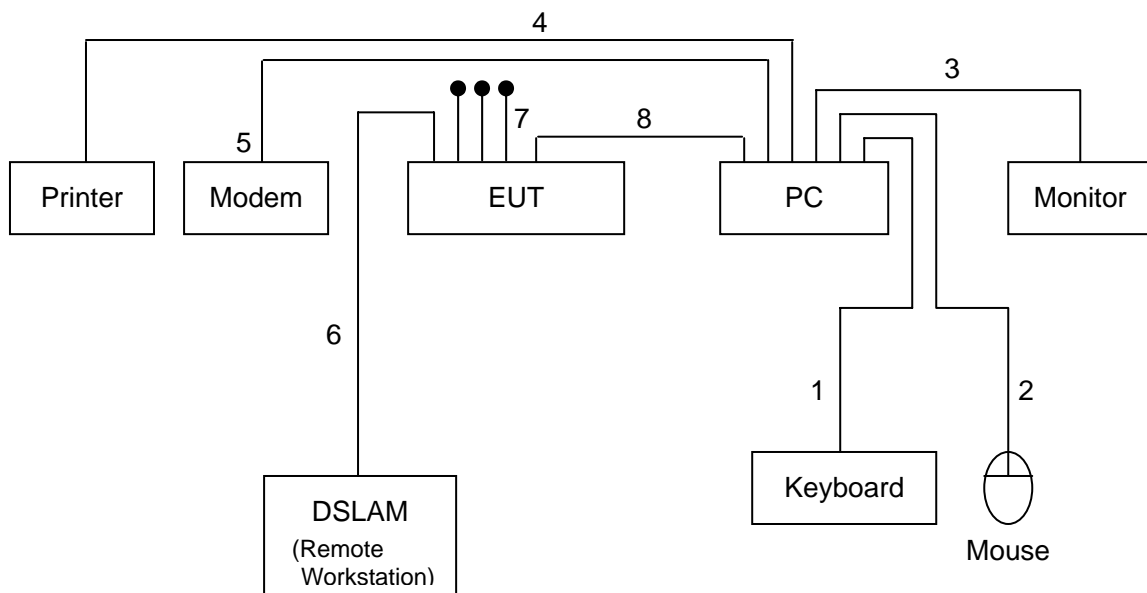 4
3
5
7
8
Printer
Modem
EUT
PC
Monitor
6
1
2
DSLAM
(Remote
Workstation)
Keyboard
Mouse